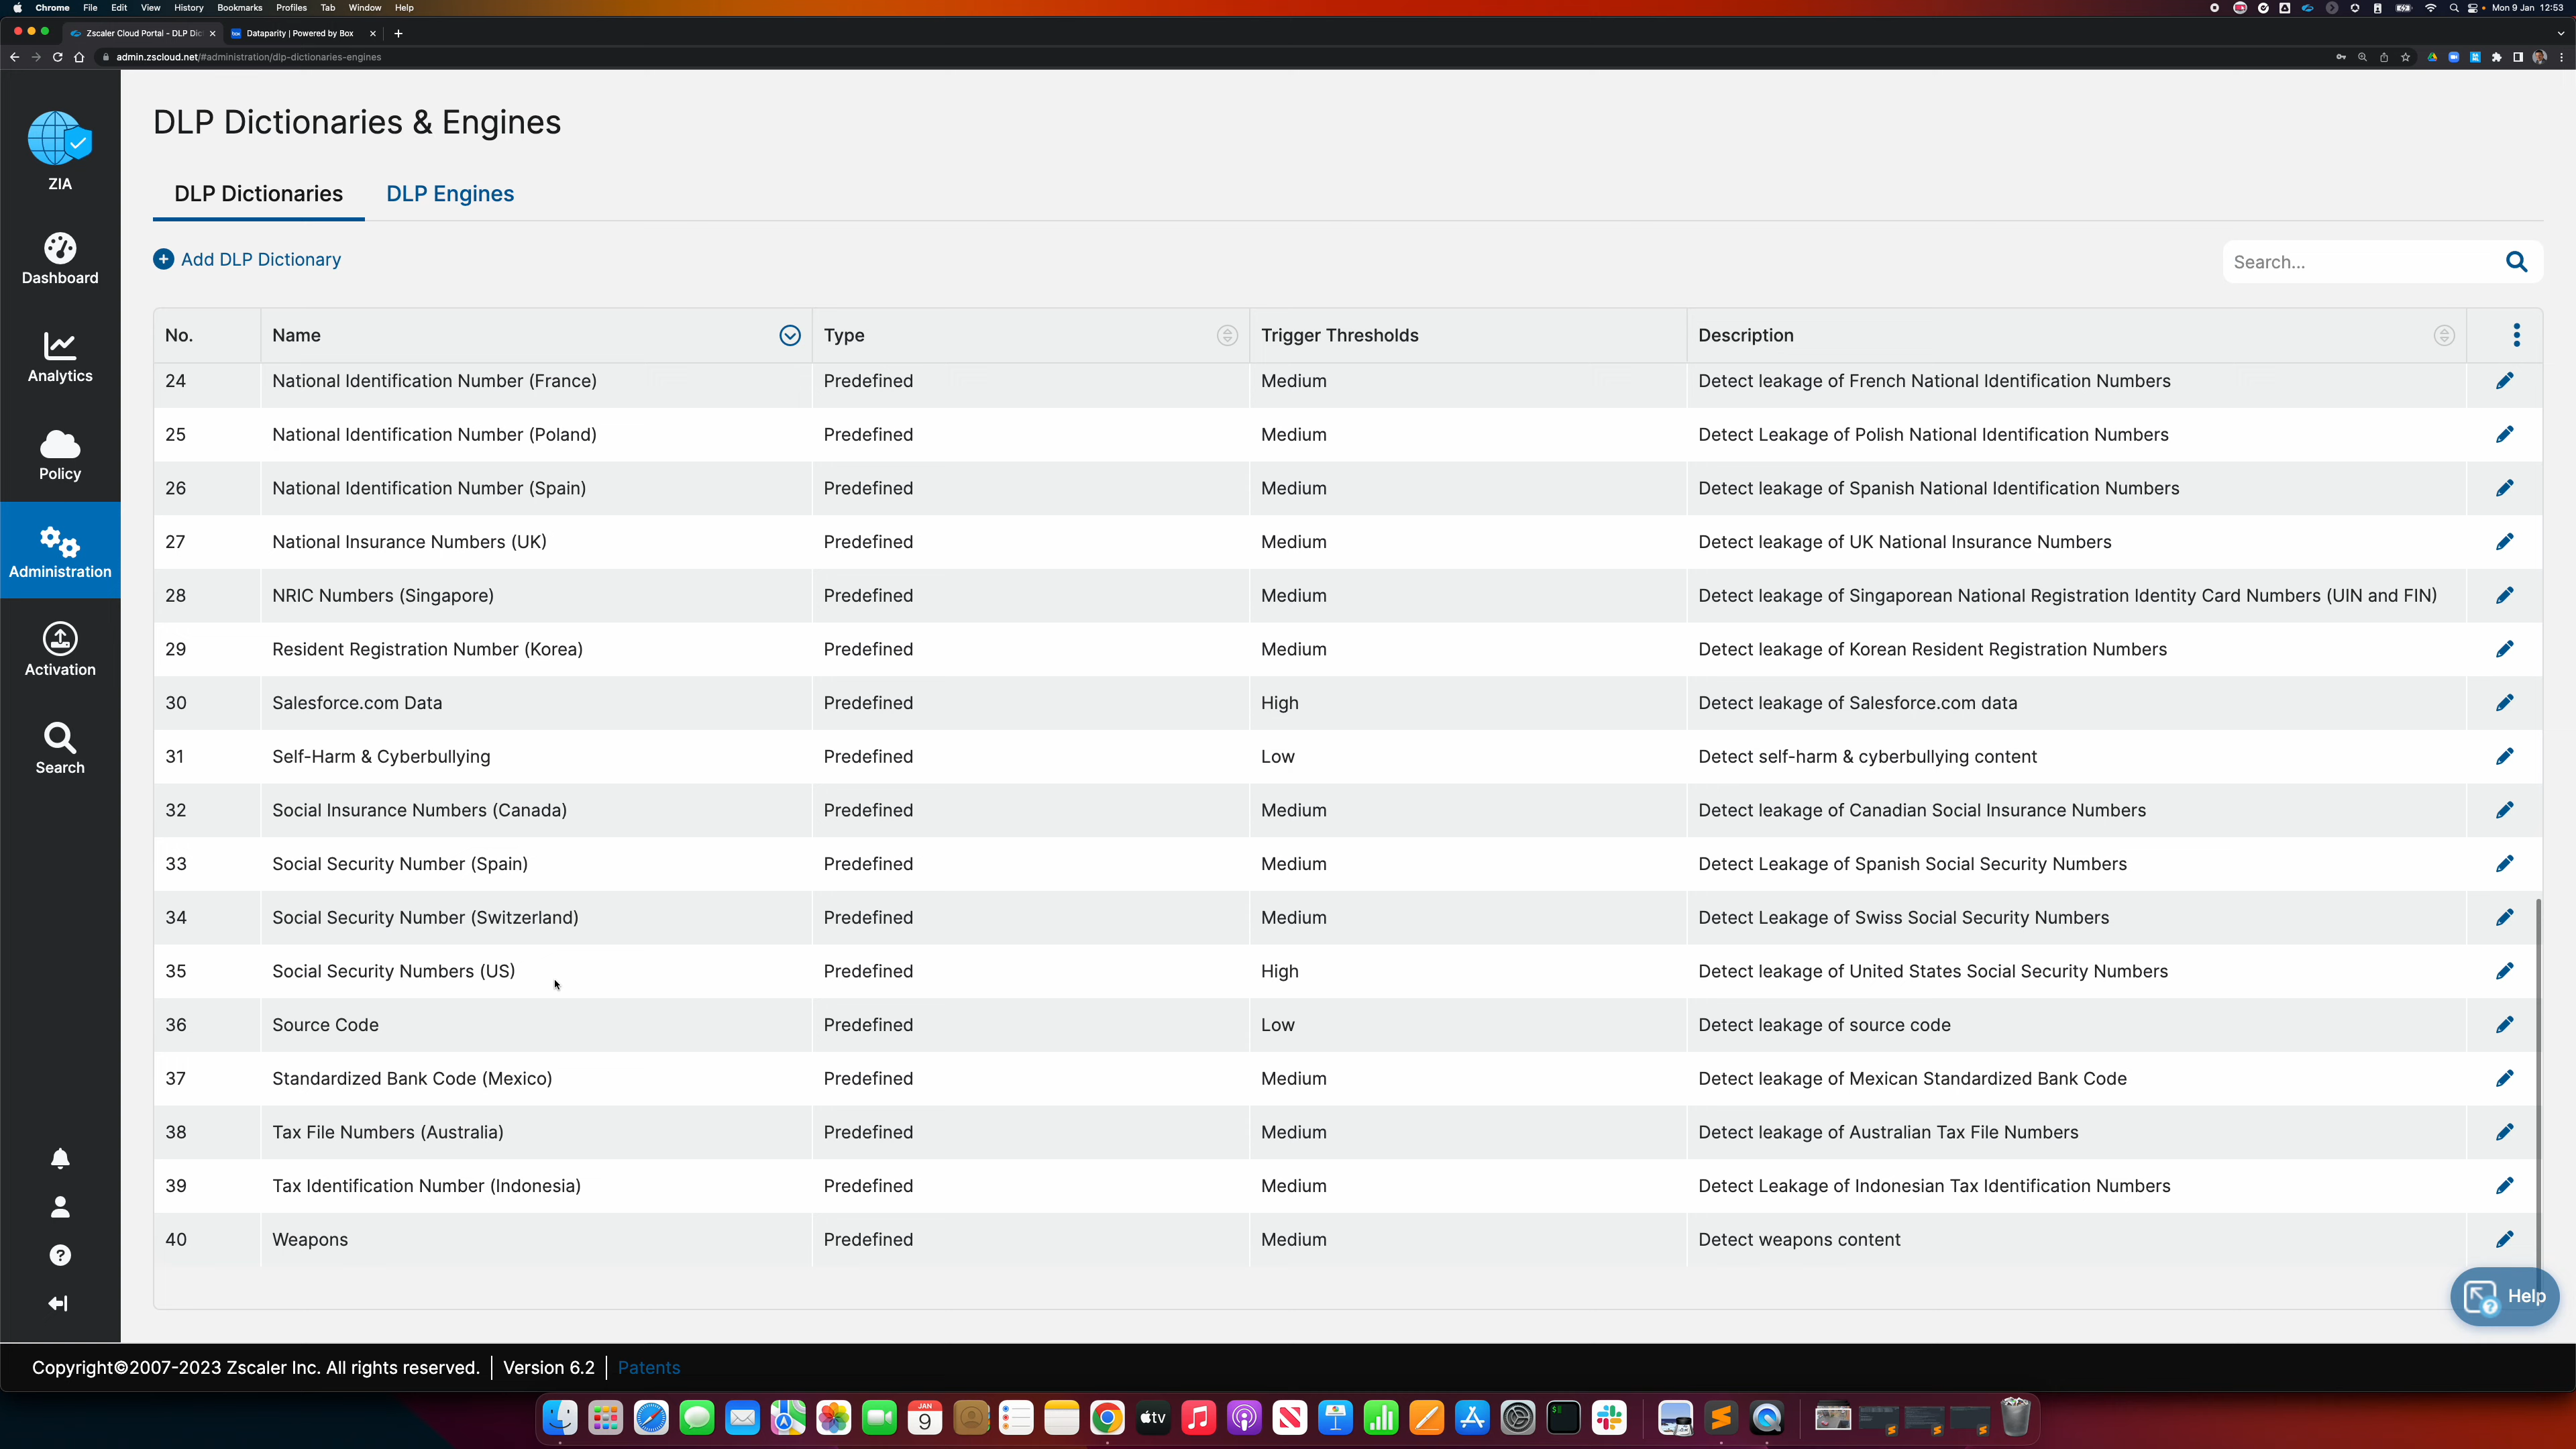 Chrome File Edit View History Bookmarks Profiles Tab Window Help Mon 9 Jan 12:53
Zscaler Cloud Portal - DLP Dic Dataparity | Powered by Box
admin.zscloud.net/#administration/dlp-dictionaries-engines
ZIA
Dashboard
Analytics
Policy
Administration
Activation
Search
DLP Dictionaries & Engines
DLP Dictionaries DLP Engines
Add DLP Dictionary Search...
No. Name Type Trigger Thresholds Description
24 National Identification Number (France) Predefined Medium Detect leakage of French National Identification Numbers
25 National Identification Number (Poland) Predefined Medium Detect Leakage of Polish National Identification Numbers
26 National Identification Number (Spain) Predefined Medium Detect leakage of Spanish National Identification Numbers
27 National Insurance Numbers (UK) Predefined Medium Detect leakage of UK National Insurance Numbers
28 NRIC Numbers (Singapore) Predefined Medium Detect leakage of Singaporean National Registration Identity Card Numbers (UIN and FIN)
29 Resident Registration Number (Korea) Predefined Medium Detect leakage of Korean Resident Registration Numbers
30 Salesforce.com Data Predefined High Detect leakage of Salesforce.com data
31 Self-Harm & Cyberbullying Predefined Low Detect self-harm & cyberbullying content
32 Social Insurance Numbers (Canada) Predefined Medium Detect leakage of Canadian Social Insurance Numbers
33 Social Security Number (Spain) Predefined Medium Detect Leakage of Spanish Social Security Numbers
34 Social Security Number (Switzerland) Predefined Medium Detect Leakage of Swiss Social Security Numbers
35 Social Security Numbers (US) Predefined High Detect leakage of United States Social Security Numbers
36 Source Code Predefined Low Detect leakage of source code
37 Standardized Bank Code (Mexico) Predefined Medium Detect leakage of Mexican Standardized Bank Code
38 Tax File Numbers (Australia) Predefined Medium Detect leakage of Australian Tax File Numbers
39 Tax Identification Number (Indonesia) Predefined Medium Detect Leakage of Indonesian Tax Identification Numbers
40 Weapons Predefined Medium Detect weapons content
Help
Copyright©2007-2023 Zscaler Inc. All rights reserved. | Version 6.2 | Patents
JAN
9
tv